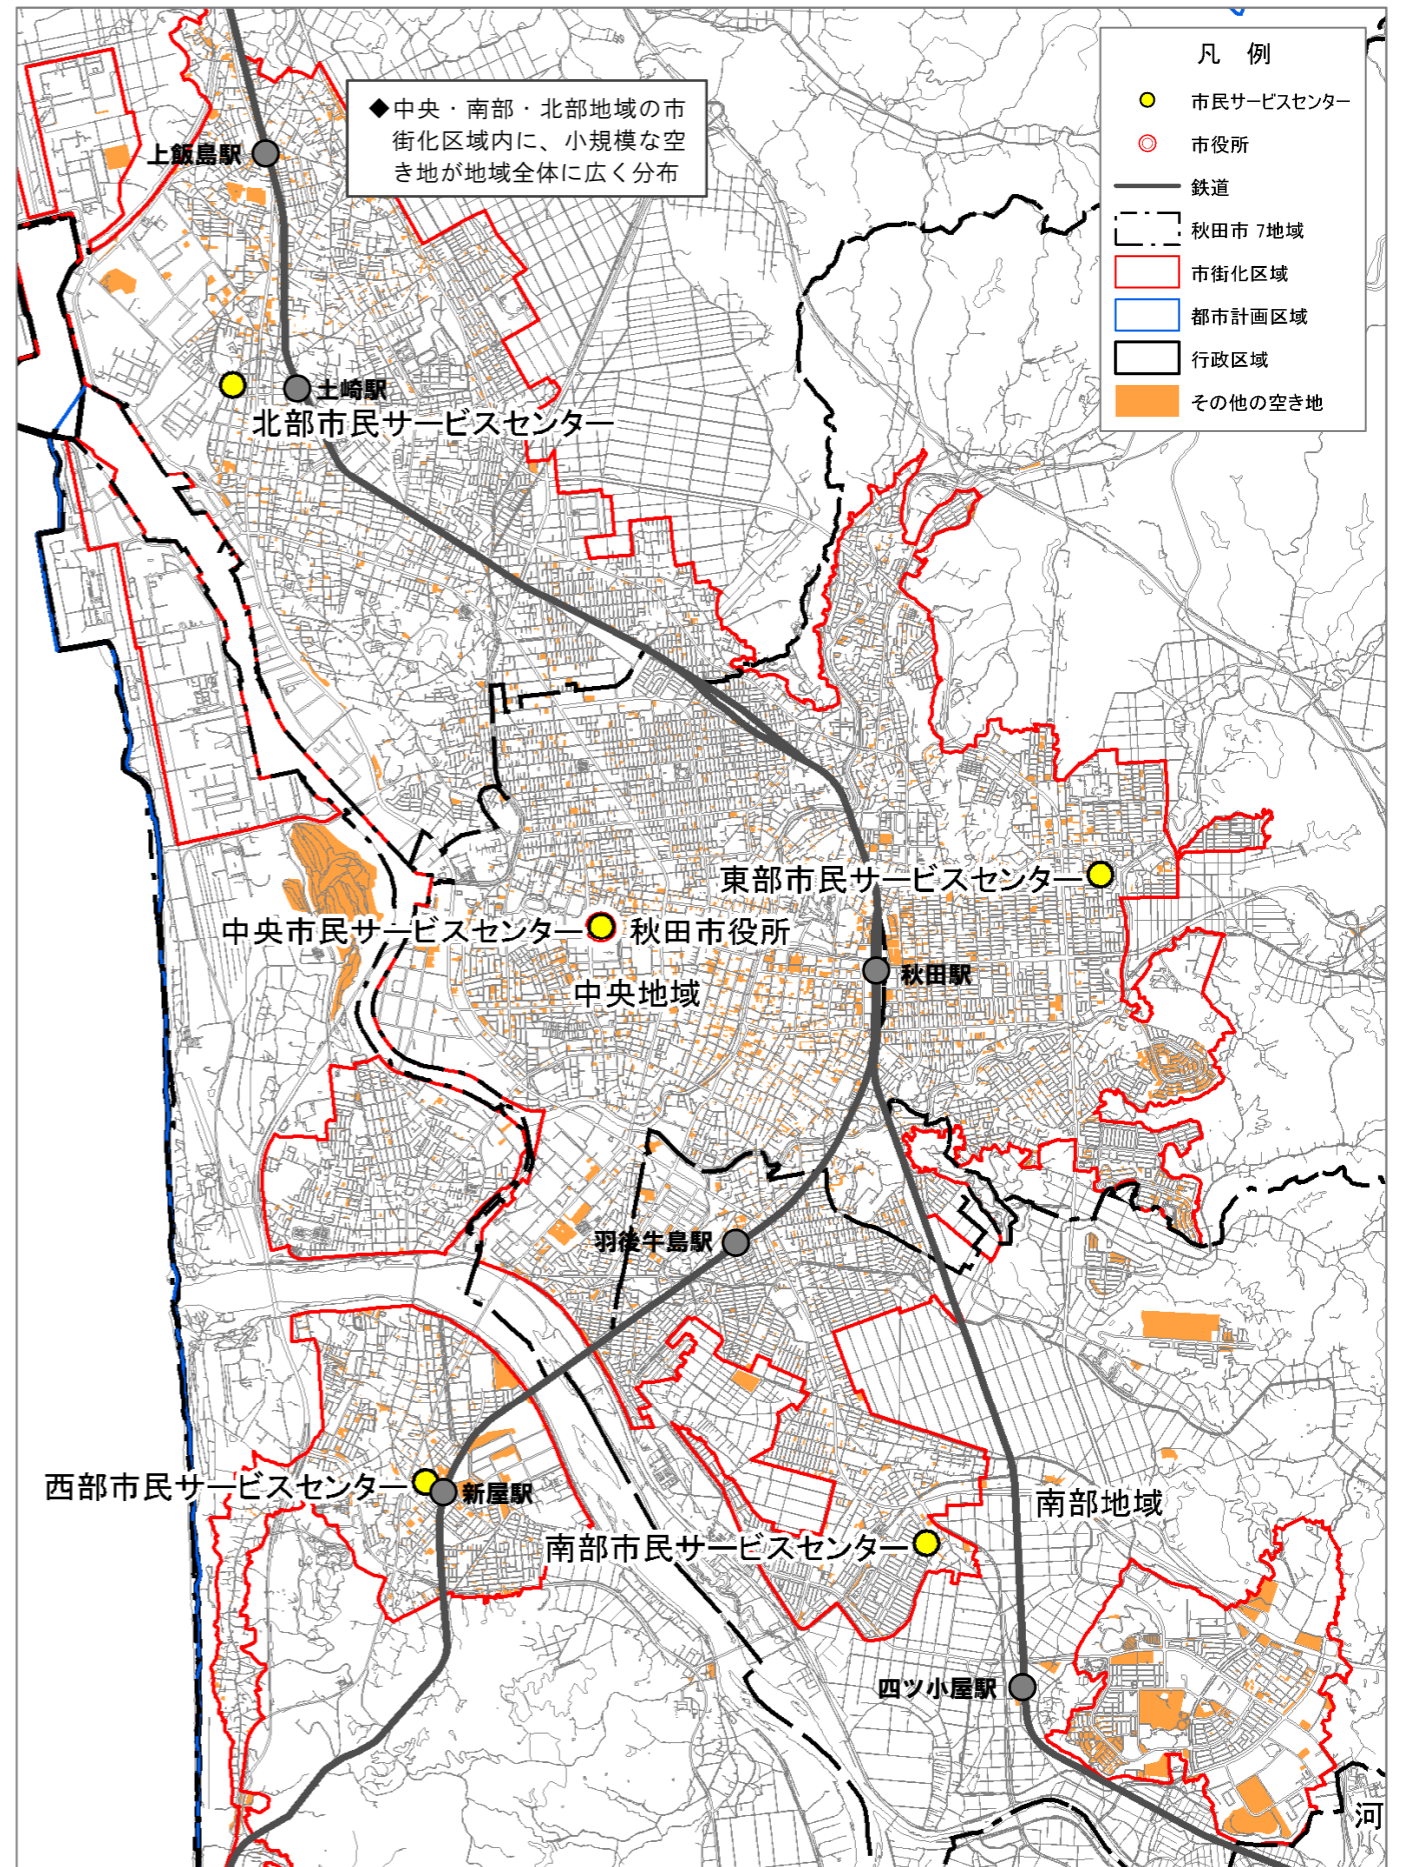 凡 例
市民サービスセンター
市役所
鉄道
秋田市 7地域
市街化区域
都市計画区域
行政区域
その他の空き地
◆中央・南部・北部地域の市
街化区域内に、小規模な空
き地が地域全体に広く分布
上飯島駅
土崎駅
北部市民サービスセンター
東部市民サービスセンター
中央市民サービスセンター
秋田市役所
秋田駅
中央地域
羽後牛島駅
西部市民サービスセンター
新屋駅
南部地域
南部市民サービスセンター
四ツ小屋駅
河